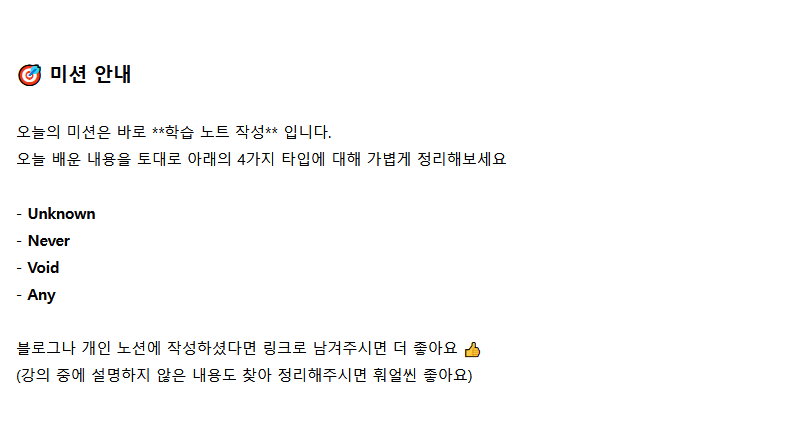 🎯 미션 안내
오늘의 미션은 바로 **학습 노트 작성** 입니다.
오늘 배운 내용을 토대로 아래의 4가지 타입에 대해 가볍게 정리해보세요
- Unknown
- Never
- Void
- Any
블로그나 개인 노션에 작성하셨다면 링크로 남겨주시면 더 좋아요 👍
(강의 중에 설명하지 않은 내용도 찾아 정리해주시면 훠얼씬 좋아요)